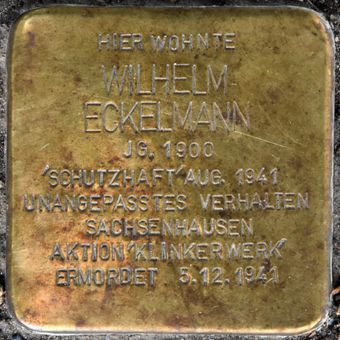 HIER WOHNTE
WILHELM
ECKELMANN
JG. 1900
'SCHUTZHAFT' AUG. 1941
UNANGEPASSTES VERHALTEN
SACHSENHAUSEN
AKTION 'KLINKERWERK'
ERMORDET 5.12.1941